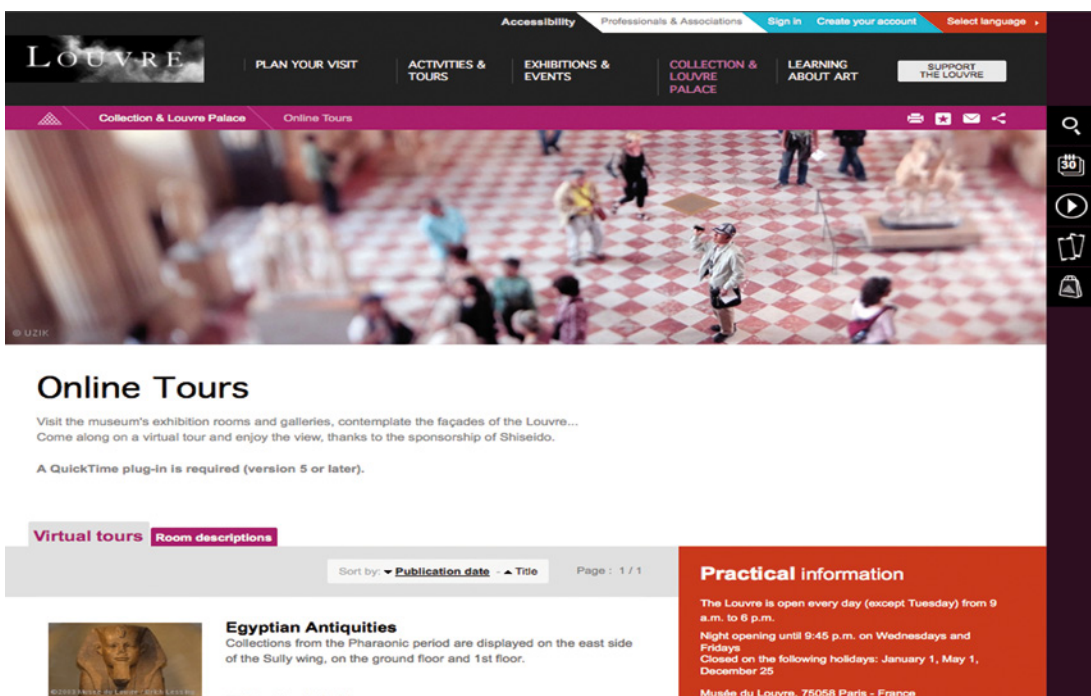 Accessibility Professionals & Associations Sign in Create your account Select language
LOUVRE
PLAN YOUR VISIT
ACTIVITIES &
TOURS
EXHIBITIONS &
EVENTS
COLLECTION &
LOUVRE
PALACE
LEARNING
ABOUT ART
SUPPORT
THE LOUVRE
Collection & Louvre Palace Online Tours
30
© UZIK
Online Tours
Visit the museum's exhibition rooms and galleries, contemplate the façades of the Louvre...
Come along on a virtual tour and enjoy the view, thanks to the sponsorship of Shiseido.
A QuickTime plug-in is required (version 5 or later).
Virtual tours Room descriptions
Sort by: Publication date - Title Page : 1 / 1
Egyptian Antiquities
Collections from the Pharaonic period are displayed on the east side
of the Sully wing, on the ground floor and 1st floor.
Practical information
The Louvre is open every day (except Tuesday) from 9
a.m. to 6 p.m.
Night opening until 9:45 p.m. on Wednesdays and
Fridays
Closed on the following holidays: January 1, May 1,
December 25
Musée du Louvre, 75058 Paris - France